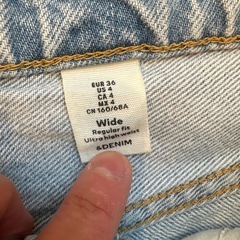 EUR 36
US 4
CA 4
MX 4
CN 160/68A
Wide
Regular fit
Ultra high waist
&DENIM